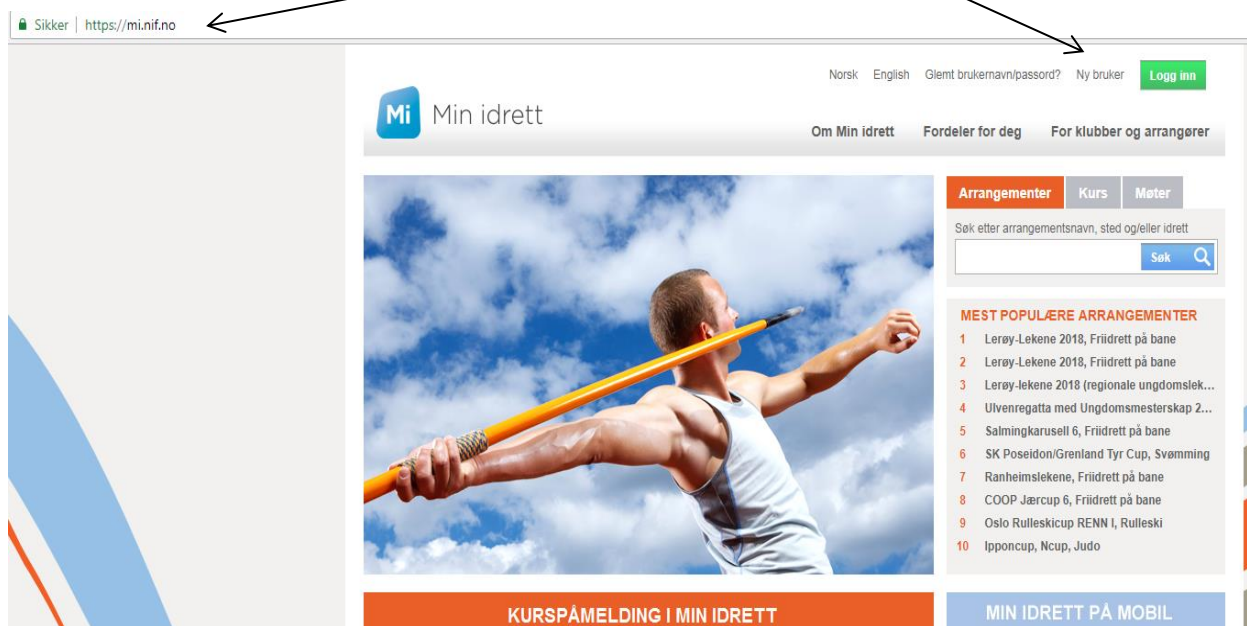 Sikker | https://mi.nif.no
Norsk English Glemt brukernavn/passord? Ny bruker Logg inn
Mi Min idrett
Om Min idrett Fordeler for deg For klubber og arrangører
Arrangementer Kurs Møter
Søk etter arrangementsnavn, sted og/eller idrett
Søk
MEST POPULÆRE ARRANGEMENTER
1 Lerøy-Lekene 2018, Friidrett på bane
2 Lerøy-Lekene 2018, Friidrett på bane
3 Lerøy-lekene 2018 (regionale ungdomslek...
4 Ulvenregatta med Ungdomsmesterskap 2...
5 Salmingkarusell 6, Friidrett på bane
6 SK Poseidon/Grenland Tyr Cup, Svømming
7 Ranheimslekene, Friidrett på bane
8 COOP Jærcup 6, Friidrett på bane
9 Oslo Rulleskicup RENN I, Rulleski
10 Ipponcup, Ncup, Judo
KURSPÅMELDING I MIN IDRETT
MIN IDRETT PÅ MOBIL